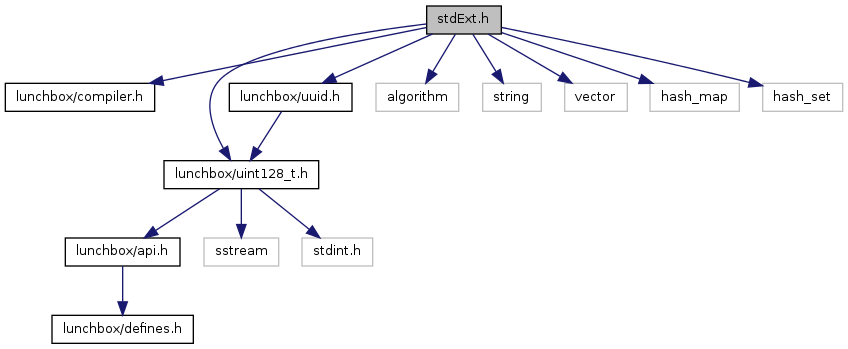 stdExt.h
lunchbox/compiler.h
lunchbox/uuid.h
algorithm
string
vector
hash_map
hash_set
lunchbox/uint128_t.h
lunchbox/api.h
sstream
stdint.h
lunchbox/defines.h